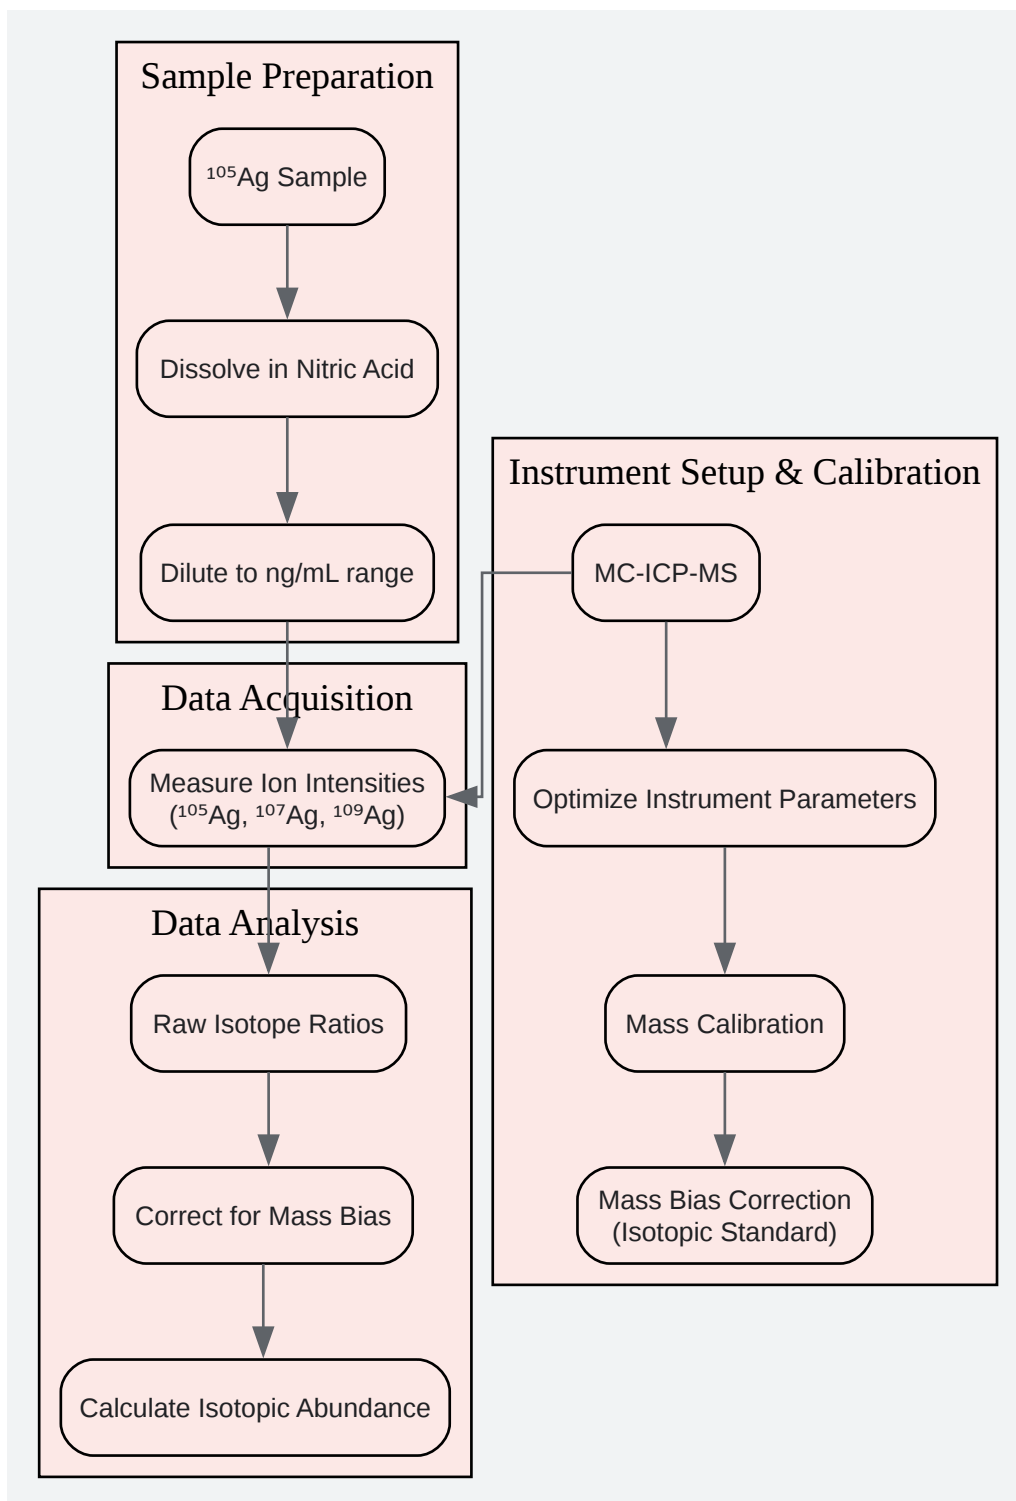 Sample Preparation
¹⁰⁵Ag Sample
Dissolve in Nitric Acid
Dilute to ng/mL range
Data Acquisition
Measure Ion Intensities
(¹⁰⁵Ag, ¹⁰⁷Ag, ¹⁰⁹Ag)
Data Analysis
Raw Isotope Ratios
Correct for Mass Bias
Calculate Isotopic Abundance
Instrument Setup & Calibration
MC-ICP-MS
Optimize Instrument Parameters
Mass Calibration
Mass Bias Correction
(Isotopic Standard)